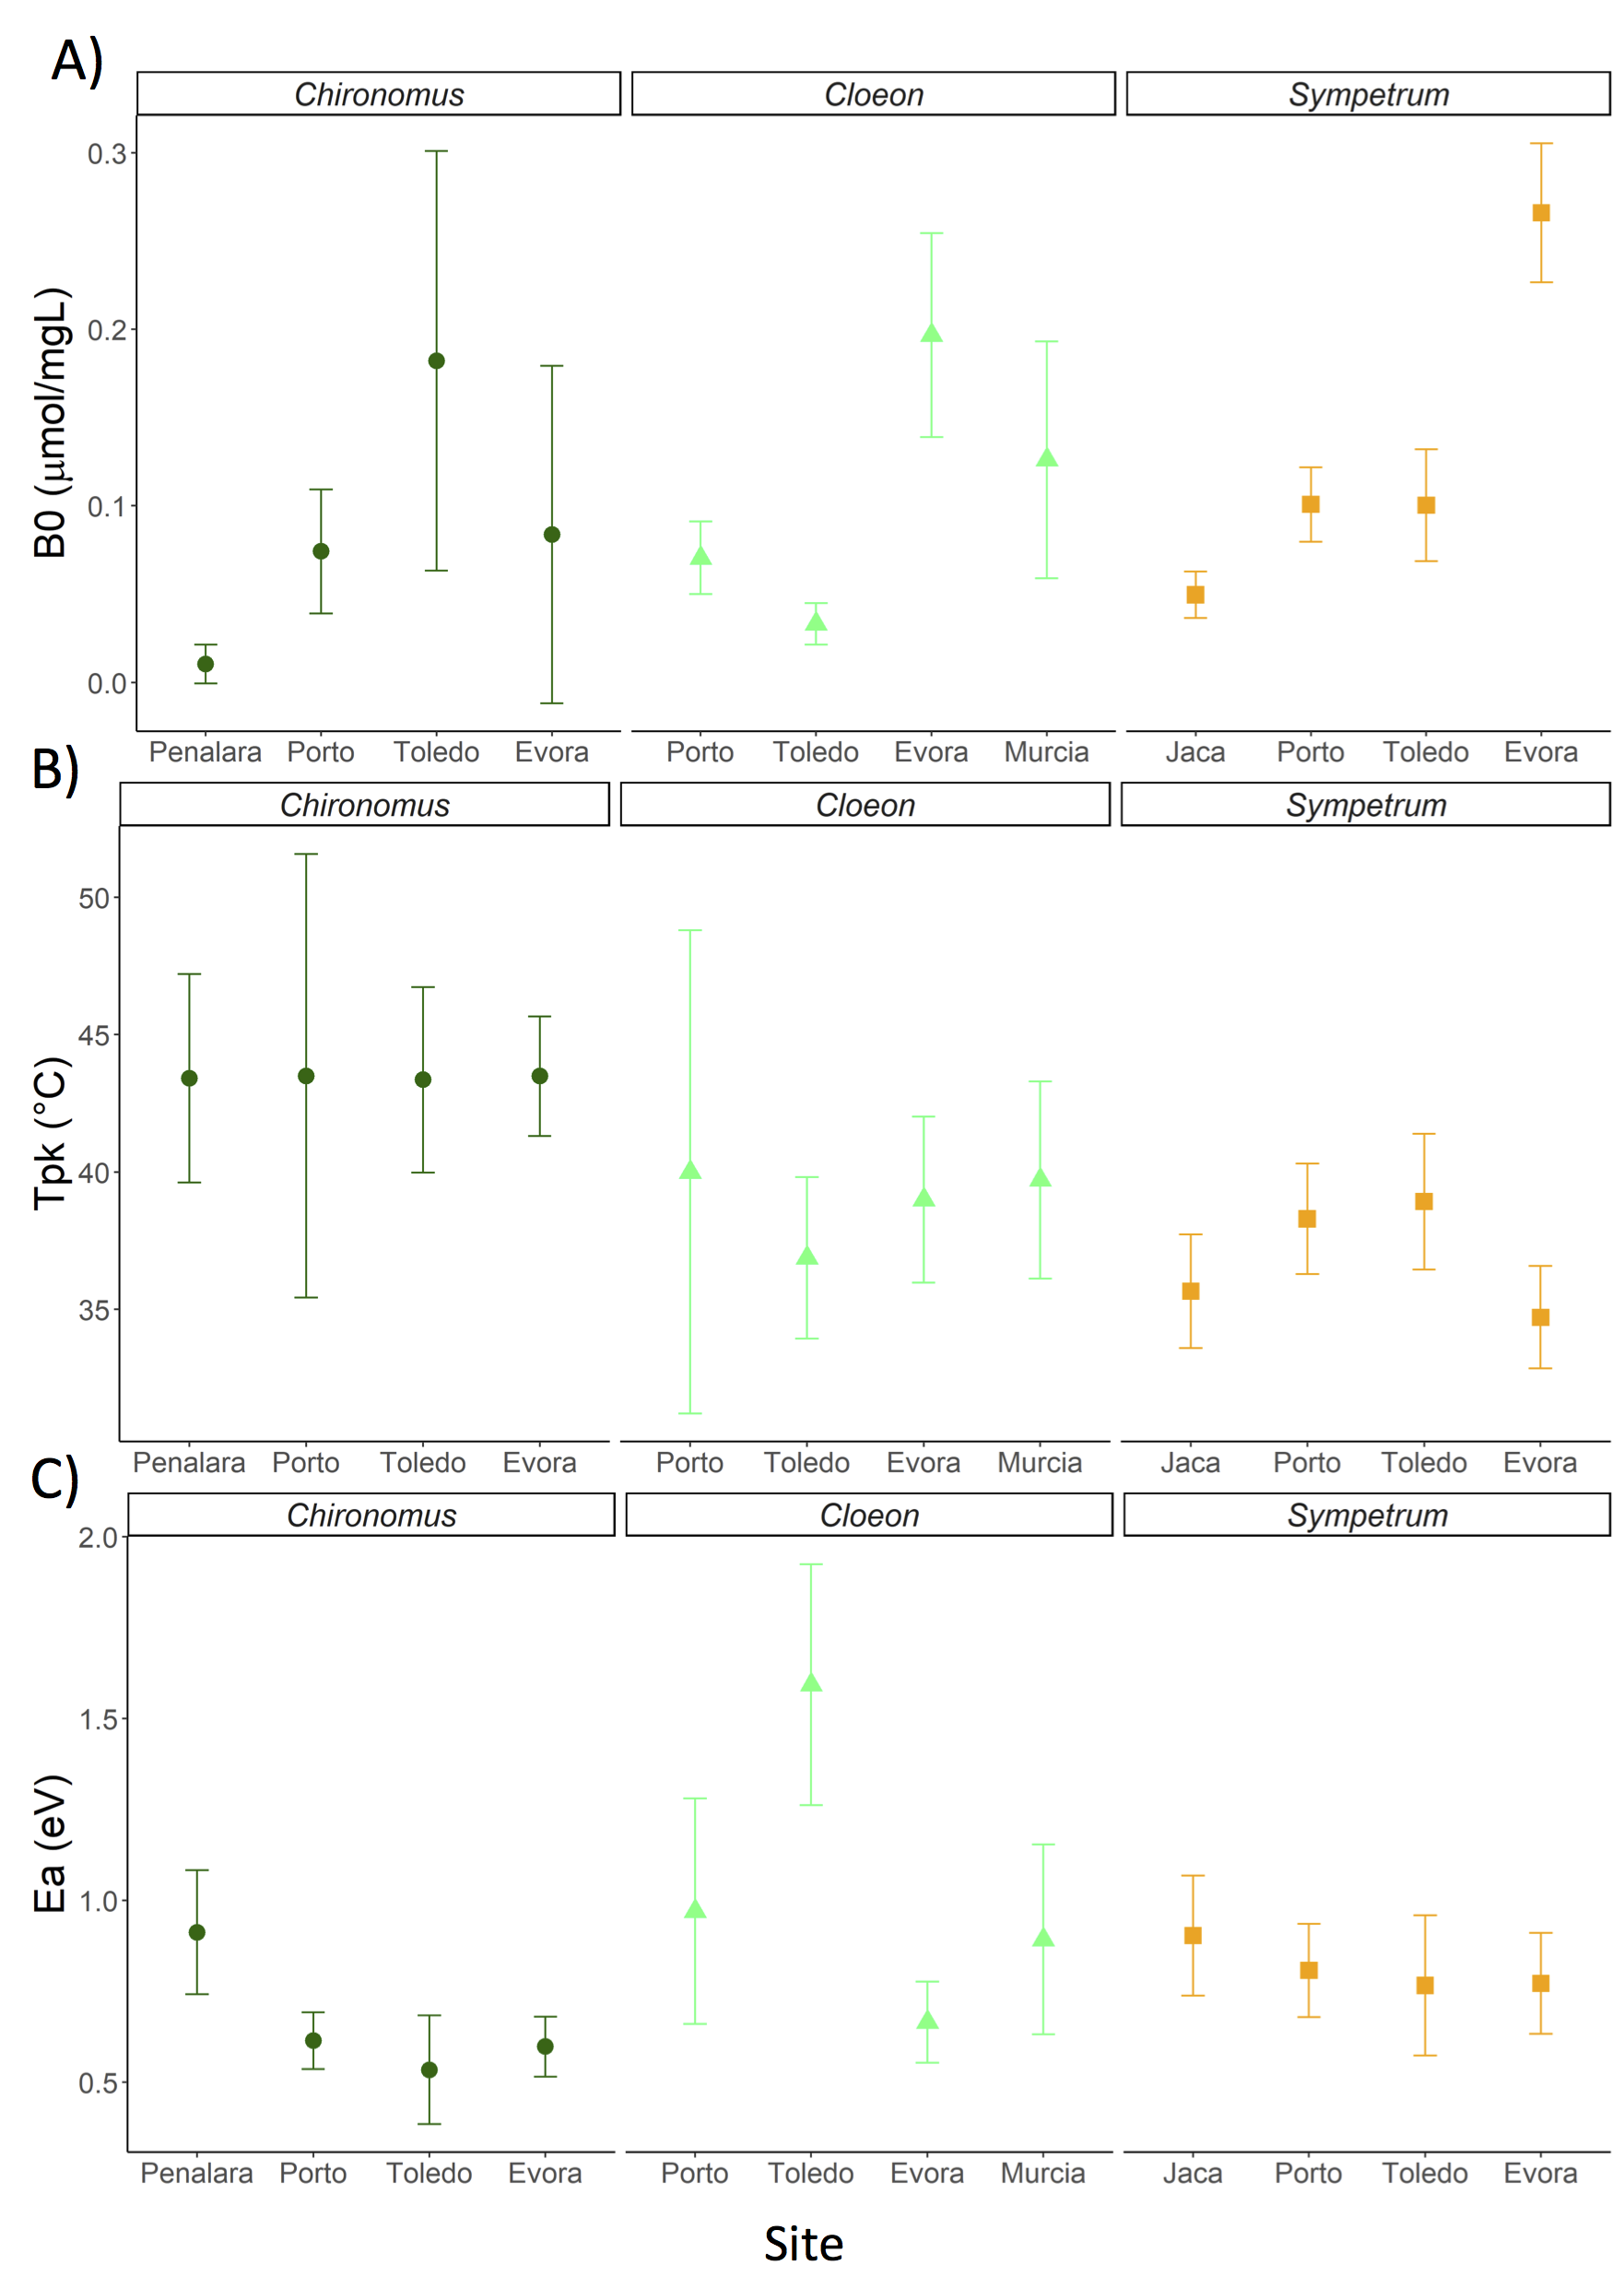 A)
Chironomus Cloeon Sympetrum
B0 (μmol/mgL)
0.3
0.2
0.1
0.0
Penalara Porto Toledo Evora Porto Toledo Evora Murcia Jaca Porto Toledo Evora
B)
Chironomus Cloeon Sympetrum
Tpk (°C)
50
45
40
35
Penalara Porto Toledo Evora Porto Toledo Evora Murcia Jaca Porto Toledo Evora
C)
Chironomus Cloeon Sympetrum
Ea (eV)
2.0
1.5
1.0
0.5
Penalara Porto Toledo Evora Porto Toledo Evora Murcia Jaca Porto Toledo Evora
Site